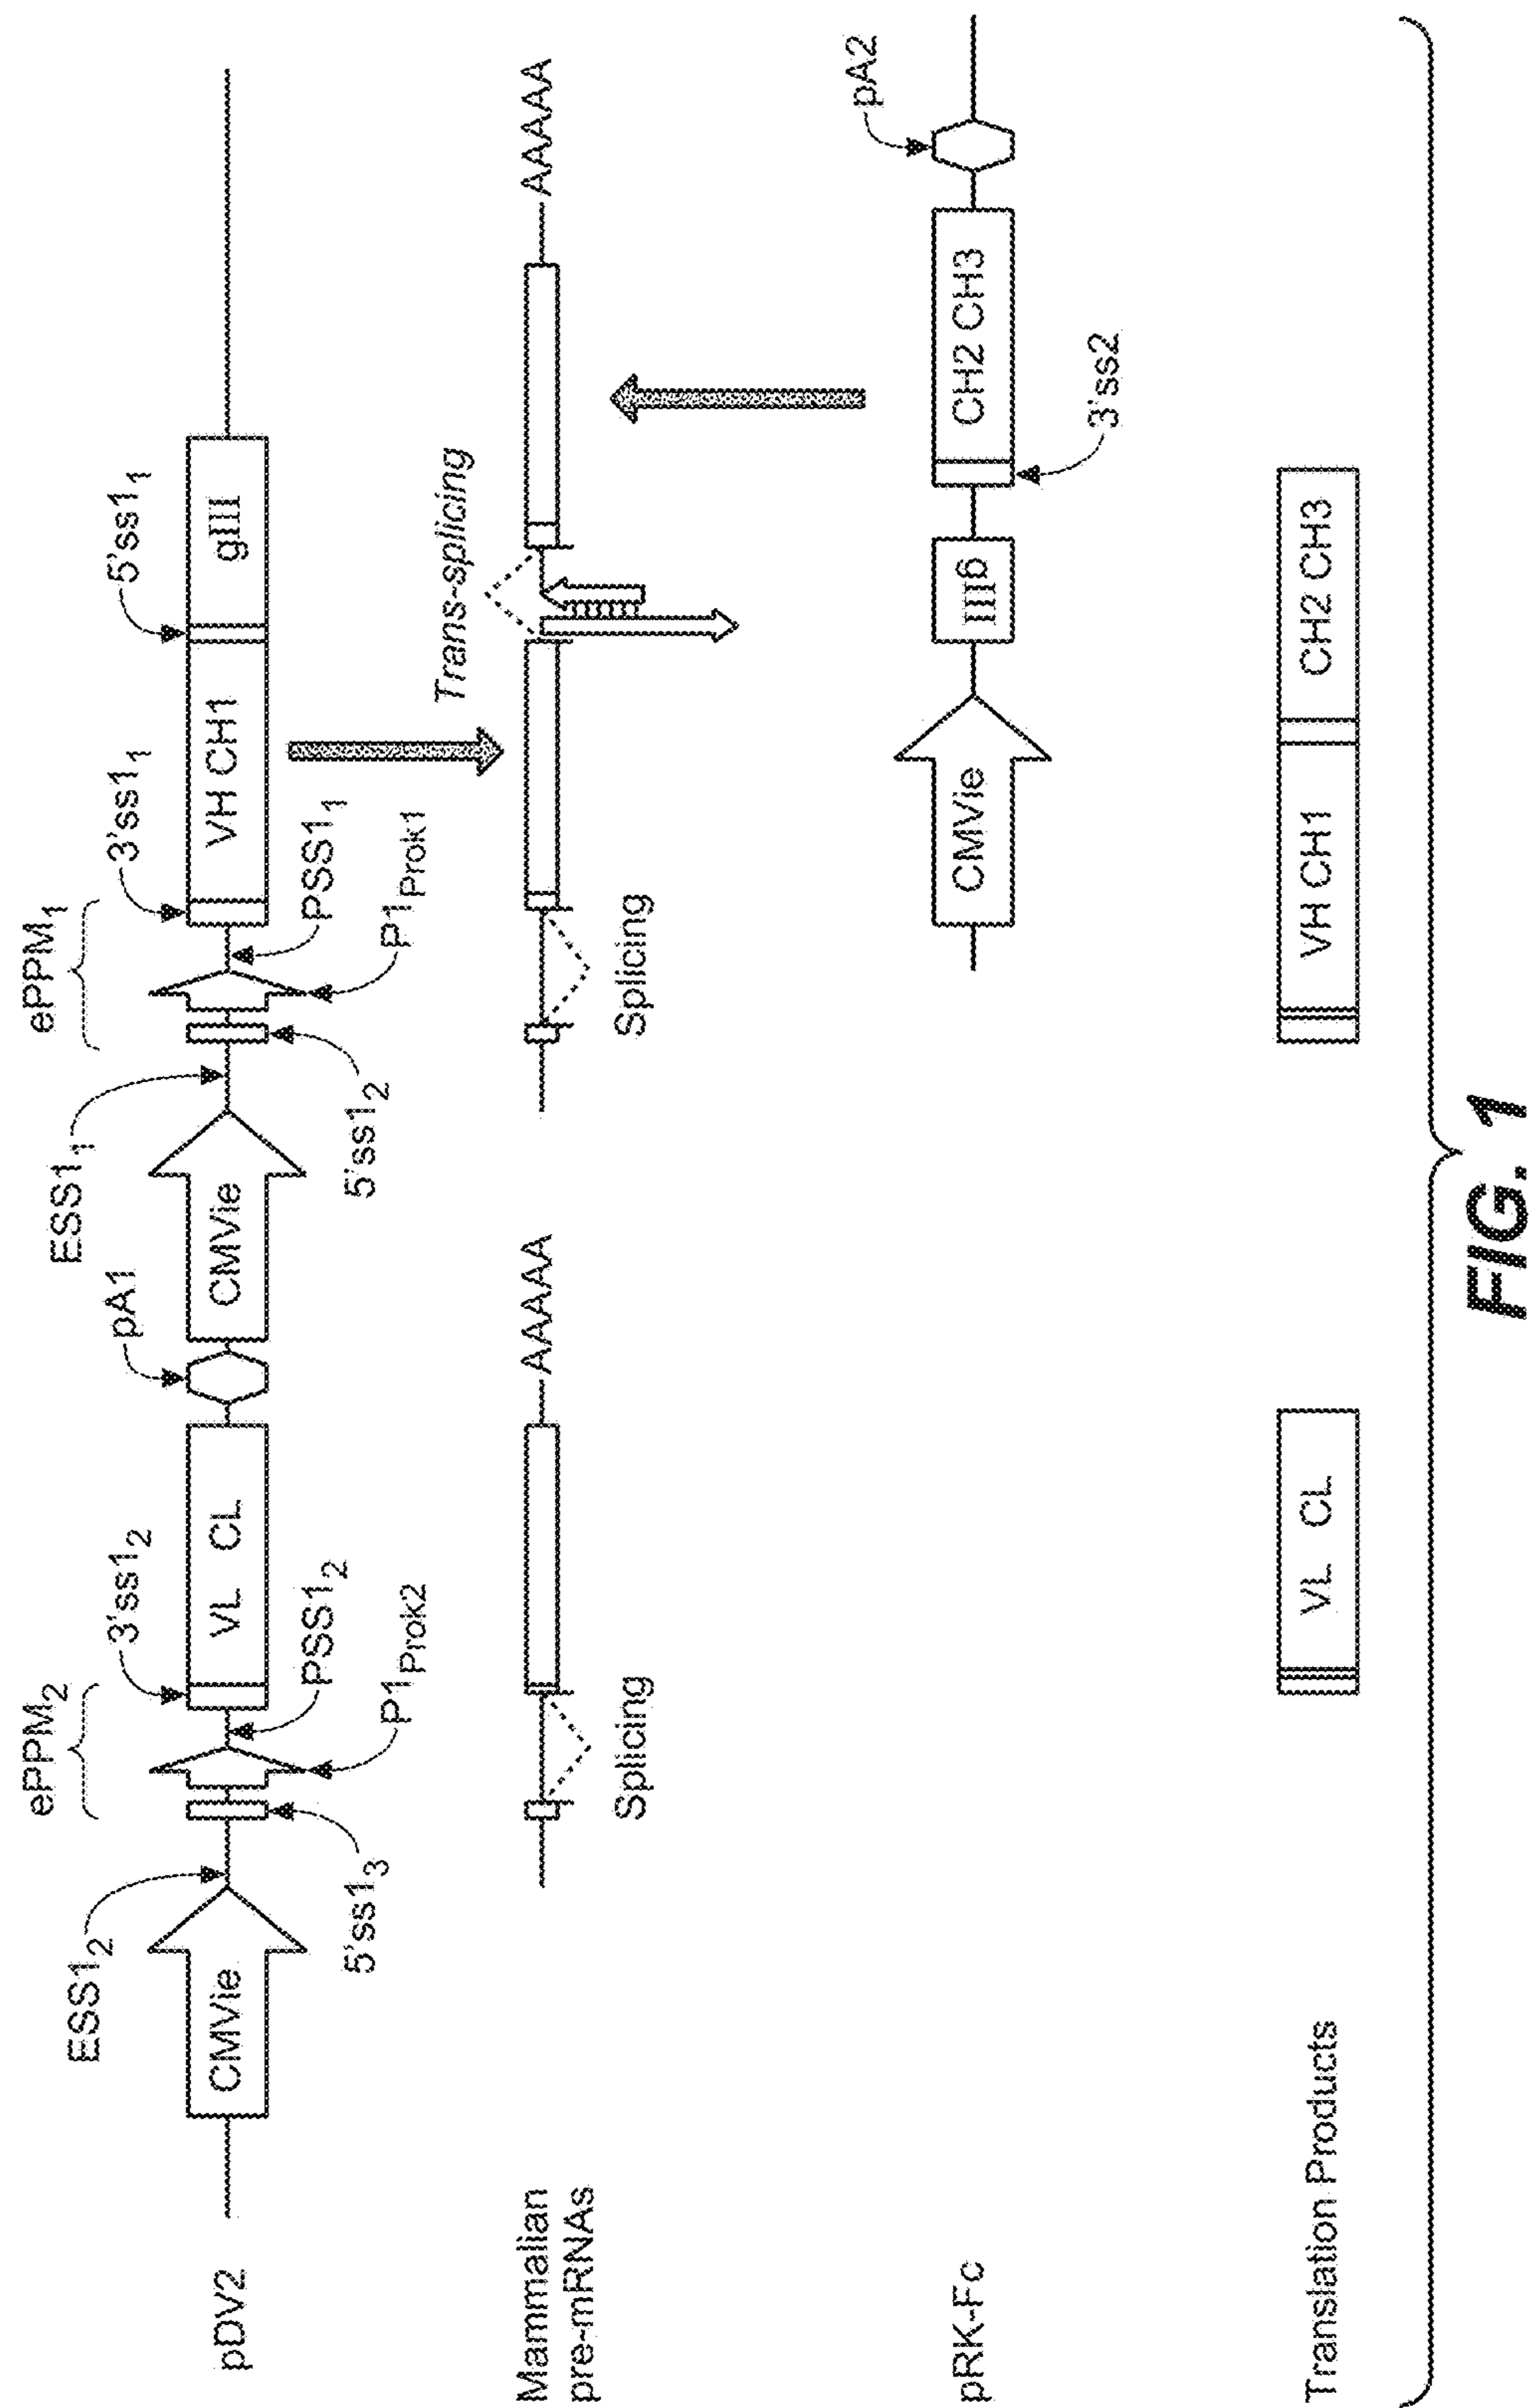 ePPM2
ePPM1
ESS12
3'ss12
pA1
ESS11
3'ss11
5'ss11
pDV2
CMVie
VL CL
CMVie
VH CH1
gIII
5'ss13
PSS12
P1Prok2
5'ss12
PSS11
P1Prok1
Trans-splicing
Mammalian
pre-mRNAs
AAAA
AAAA
Splicing
Splicing
pA2
pRK-Fc
CMVie
gIII
CH2 CH3
3'ss2
Translation Products
VL CL
VH CH1
CH2 CH3
FIG. 1